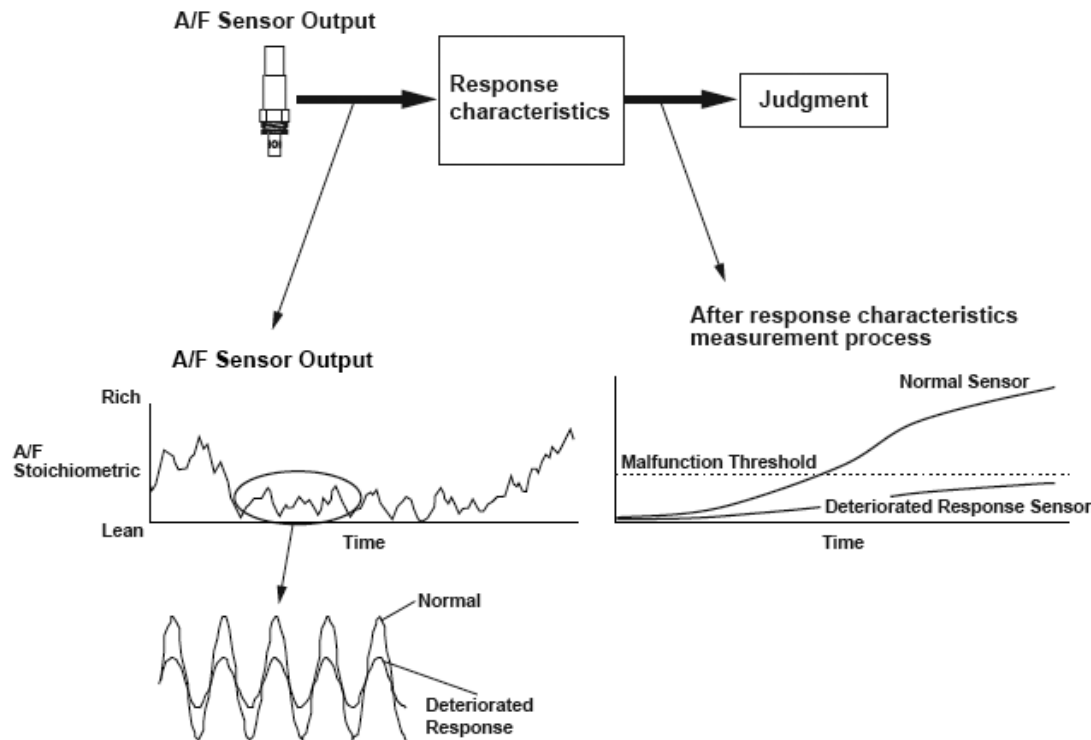 A/F Sensor Output
Response
characteristics
Judgment
After response characteristics
measurement process
A/F Sensor Output
Rich
A/F
Stoichiometric
Lean
Time
Normal Sensor
Malfunction Threshold
Deteriorated Response Sensor
Time
Normal
Deteriorated
Response